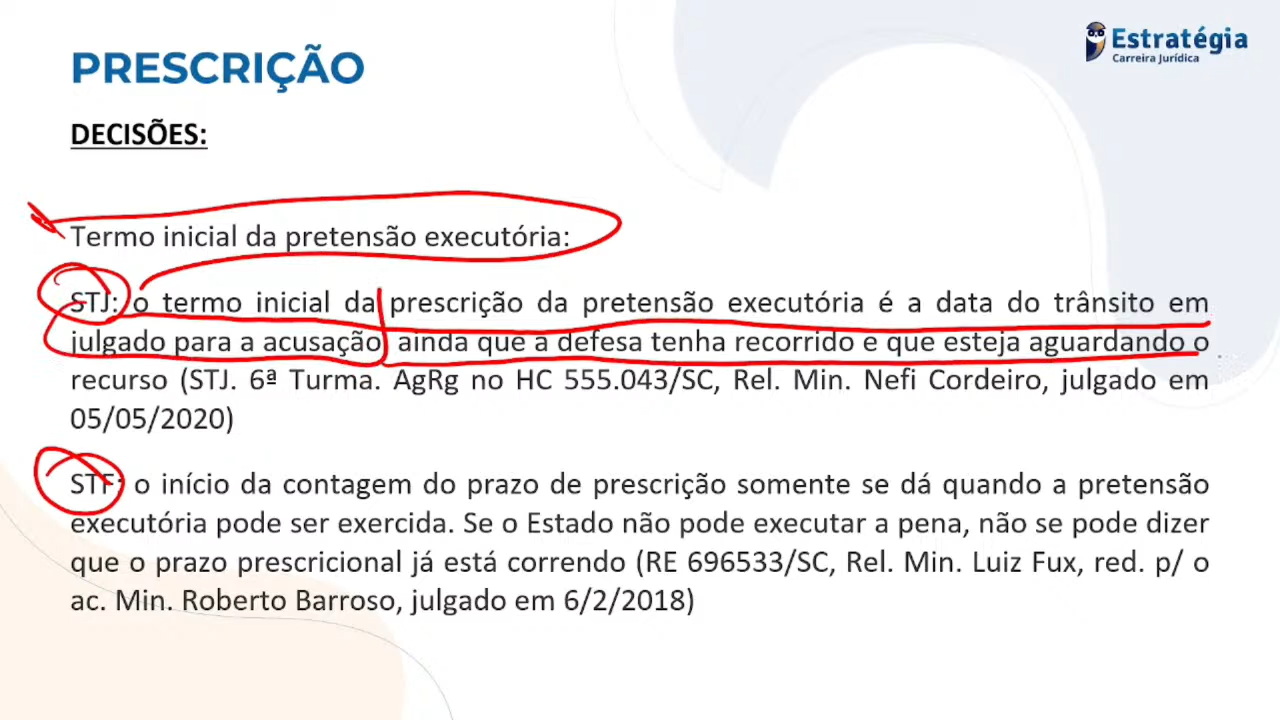 Estratégia
Carreira Jurídica
PRESCRIÇÃO
DECISÕES:
Termo inicial da pretensão executória:
STJ: o termo inicial da prescrição da pretensão executória é a data do trânsito em
julgado para a acusação, ainda que a defesa tenha recorrido e que esteja aguardando o
recurso (STJ. 6ª Turma. AgRg no HC 555.043/SC, Rel. Min. Nefi Cordeiro, julgado em
05/05/2020)
STF: o início da contagem do prazo de prescrição somente se dá quando a pretensão
executória pode ser exercida. Se o Estado não pode executar a pena, não se pode dizer
que o prazo prescricional já está correndo (RE 696533/SC, Rel. Min. Luiz Fux, red. p/ o
ac. Min. Roberto Barroso, julgado em 6/2/2018)